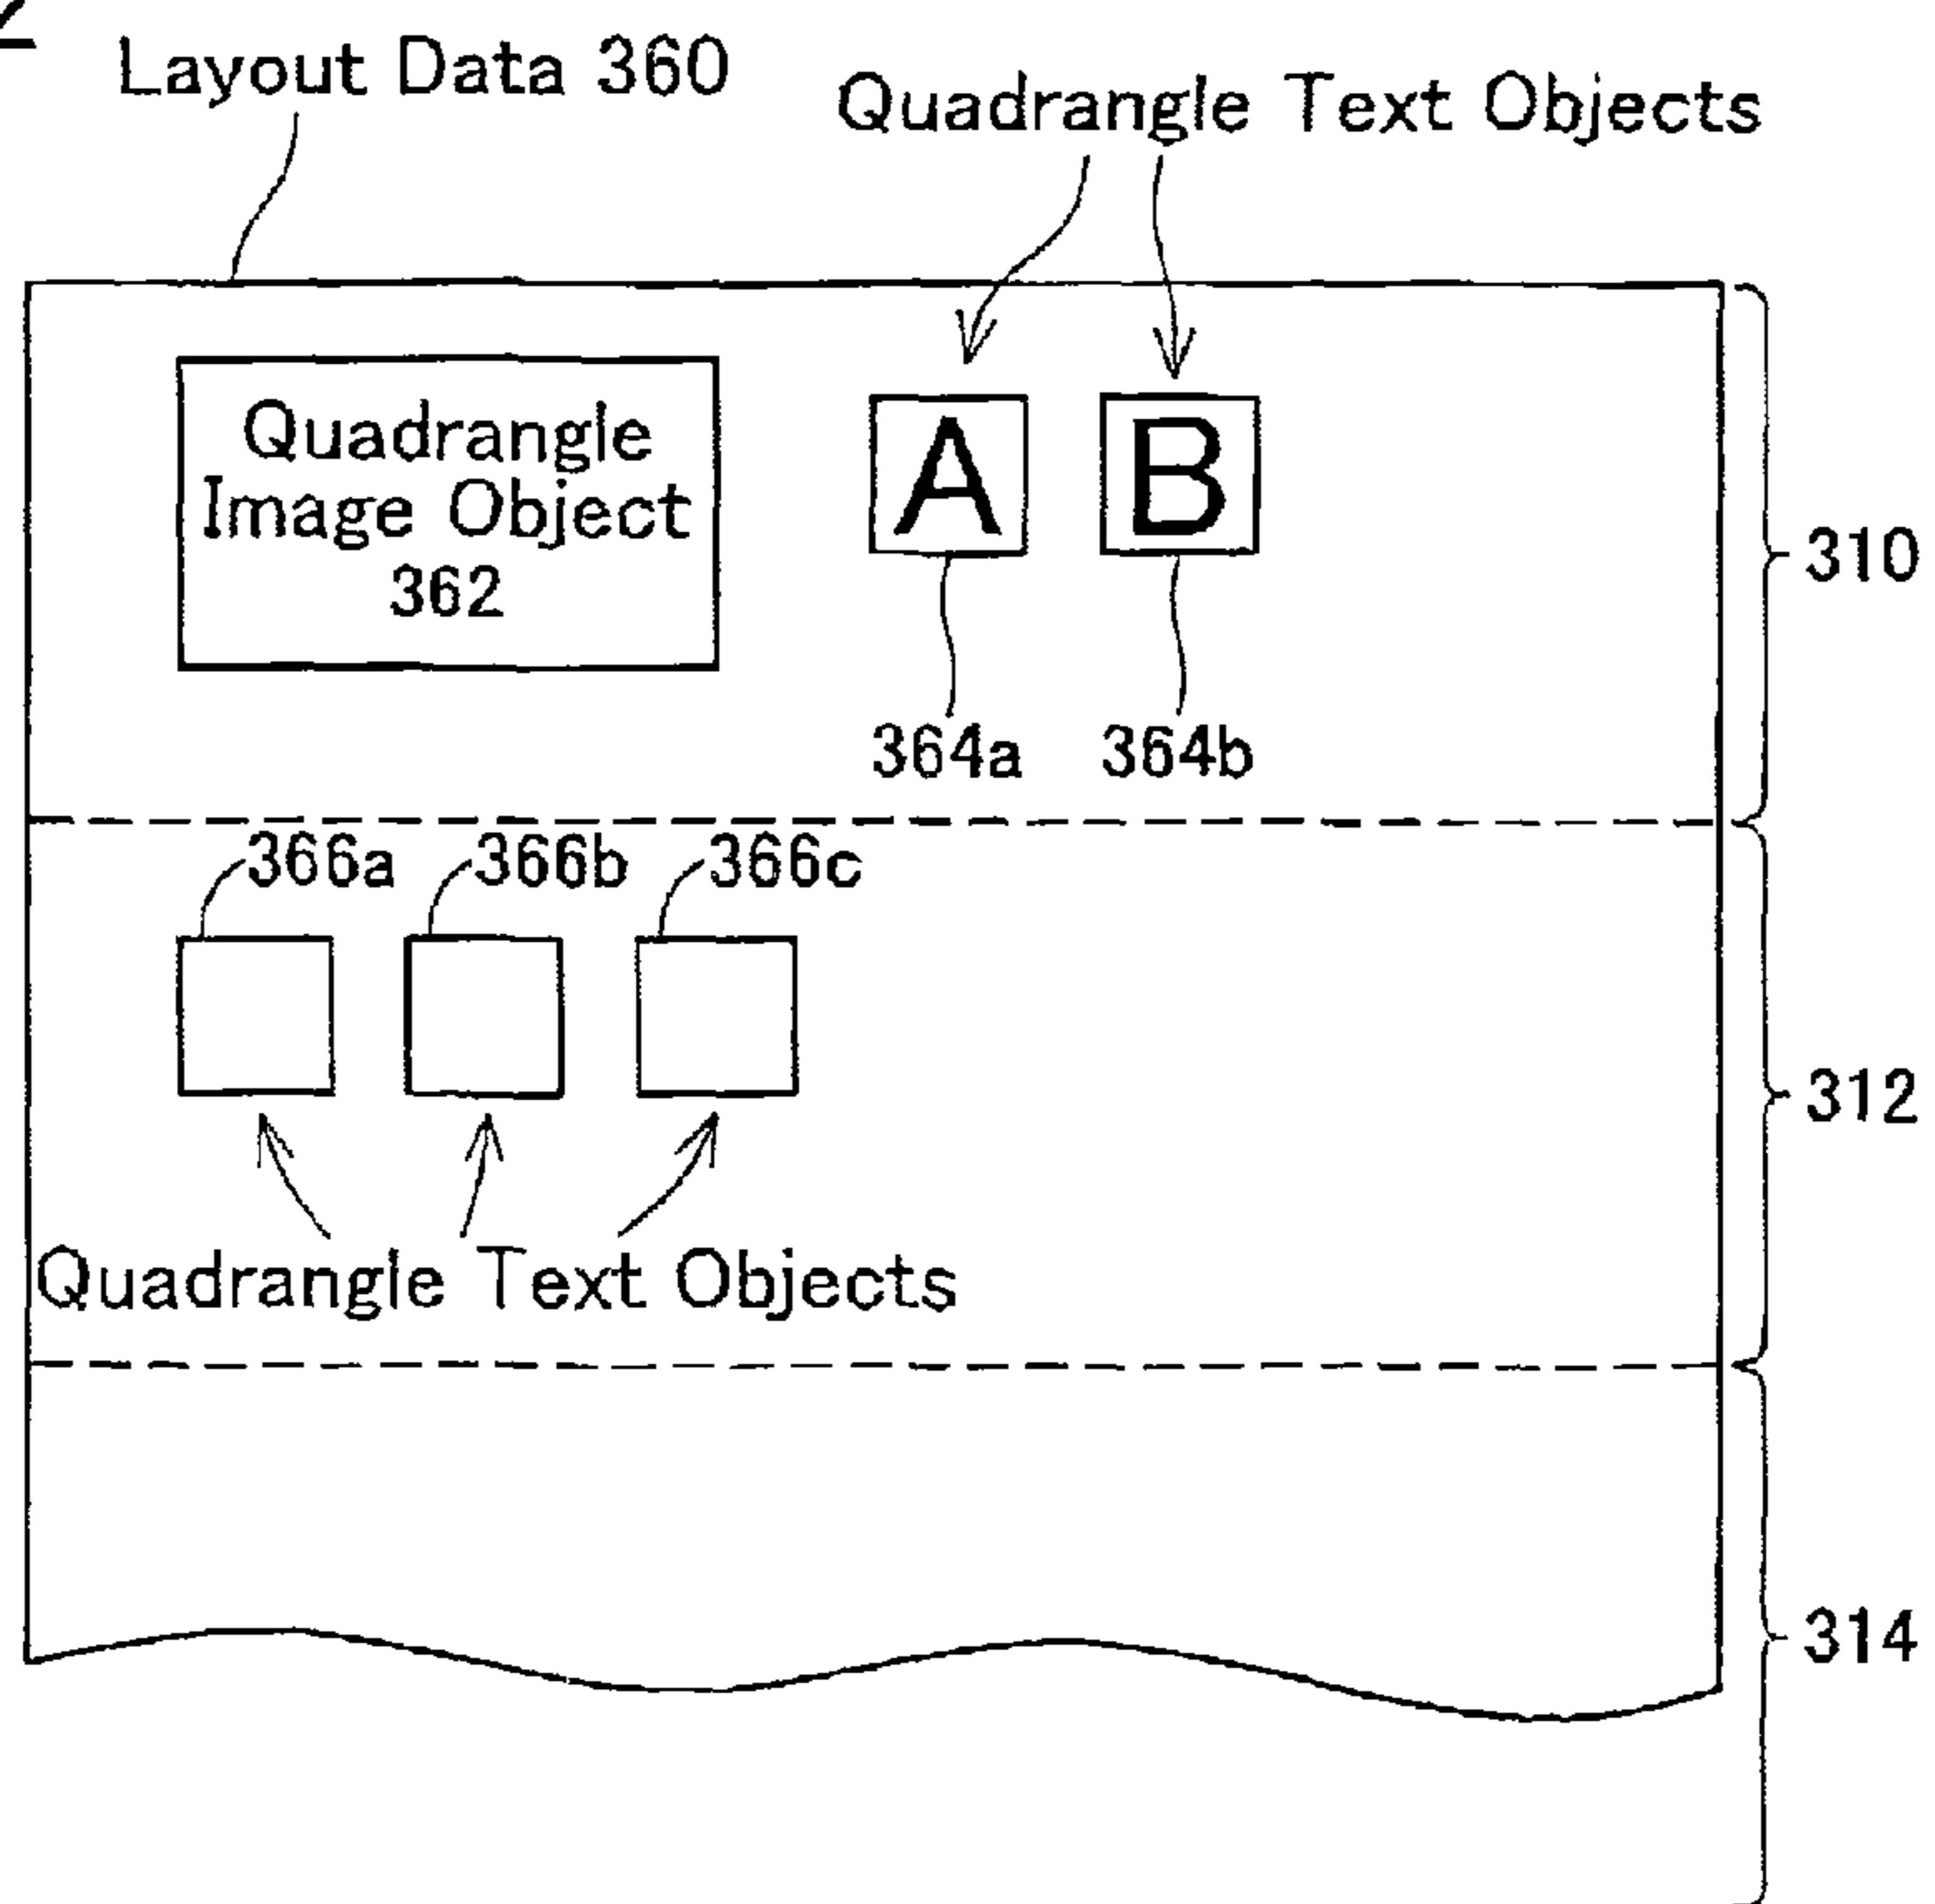 Layout Data 360
Quadrangle Text Objects
Quadrangle
Image Object
362
A
B
310
364a
364b
366a
366b
366c
312
Quadrangle Text Objects
314